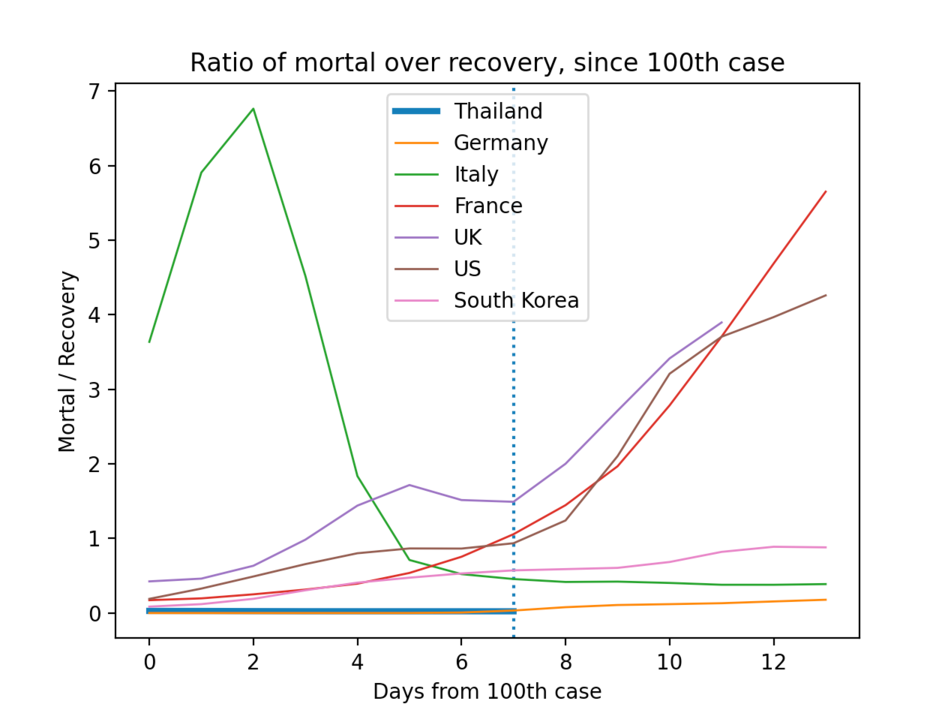 Ratio of mortal over recovery, since 100th case
7
6
5
4
3
2
1
0
Mortal / Recovery
Thailand
Germany
Italy
France
UK
US
South Korea
0 2 4 6 8 10 12
Days from 100th case